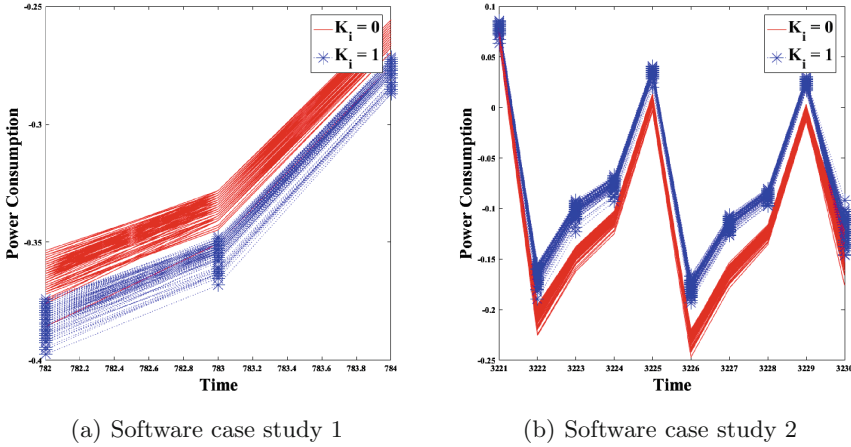 -0.25
-0.3
-0.35
-0.4
Power Consumption
K_i = 0
K_i = 1
782 782.2 782.4 782.6 782.8 783 783.2 783.4 783.6 783.8 784
Time
(a) Software case study 1
0.1
0.05
0
-0.05
-0.1
-0.15
-0.2
-0.25
Power Consumption
K_i = 0
K_i = 1
3221 3222 3223 3224 3225 3226 3227 3228 3229 3230
Time
(b) Software case study 2